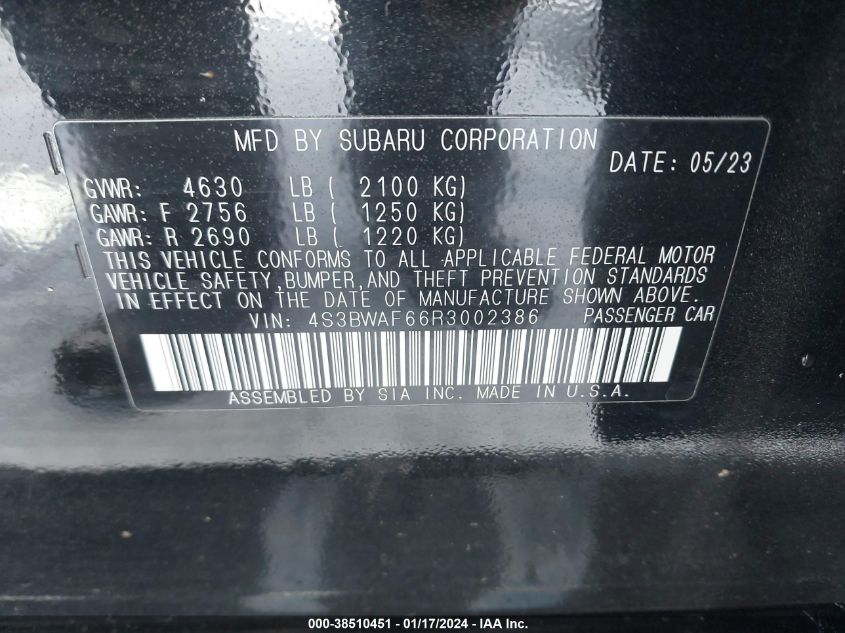 MFD BY SUBARU CORPORATION
DATE: 05/23
GVWR: 4630 LB ( 2100 KG)
GAWR: F 2756 LB ( 1250 KG)
GAWR: R 2690 LB ( 1220 KG)
THIS VEHICLE CONFORMS TO ALL APPLICABLE FEDERAL MOTOR
VEHICLE SAFETY, BUMPER, AND THEFT PREVENTION STANDARDS
IN EFFECT ON THE DATE OF MANUFACTURE SHOWN ABOVE.
VIN: 4S3BWAF66R3002386 PASSENGER CAR
ASSEMBLED BY SIA INC. MADE IN U.S.A.
000-38510451 - 01/17/2024 - IAA Inc.